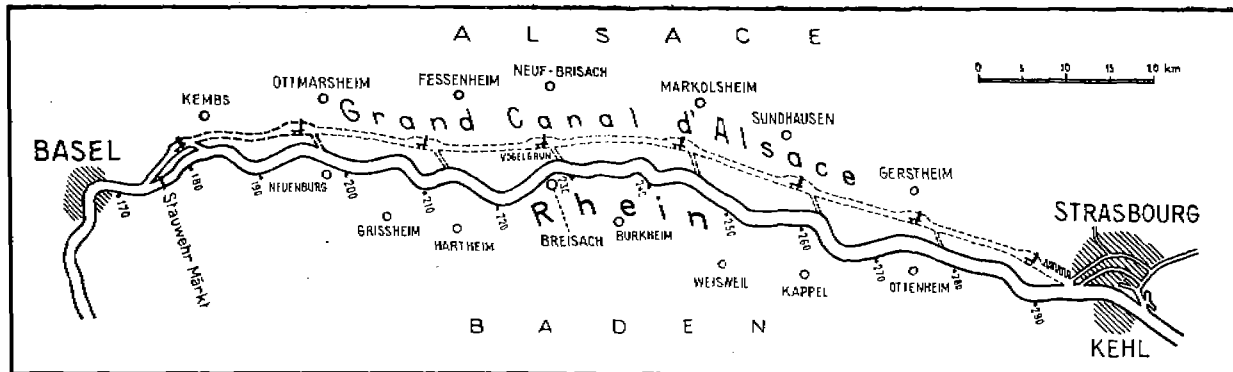 A L S A C E
0 5 10 15 20 km
OTTMARSHEIM
FESSENHEIM
NEUF-BRISACH
MARKOLSHEIM
KEMBS
SUNDHAUSEN
Grand Canal d'Alsace
BASEL
VOGELGRUN
GERSTHEIM
STRASBOURG
NEUENBURG
170
180
190
200
210
220
230
240
250
260
270
280
290
Stauwehr Märkt
Rhein
GRISSHEIM
HARTHEIM
BREISACH
BURKHEIM
WEISWEIL
KAPPEL
OTTENHEIM
B A D E N
KEHL